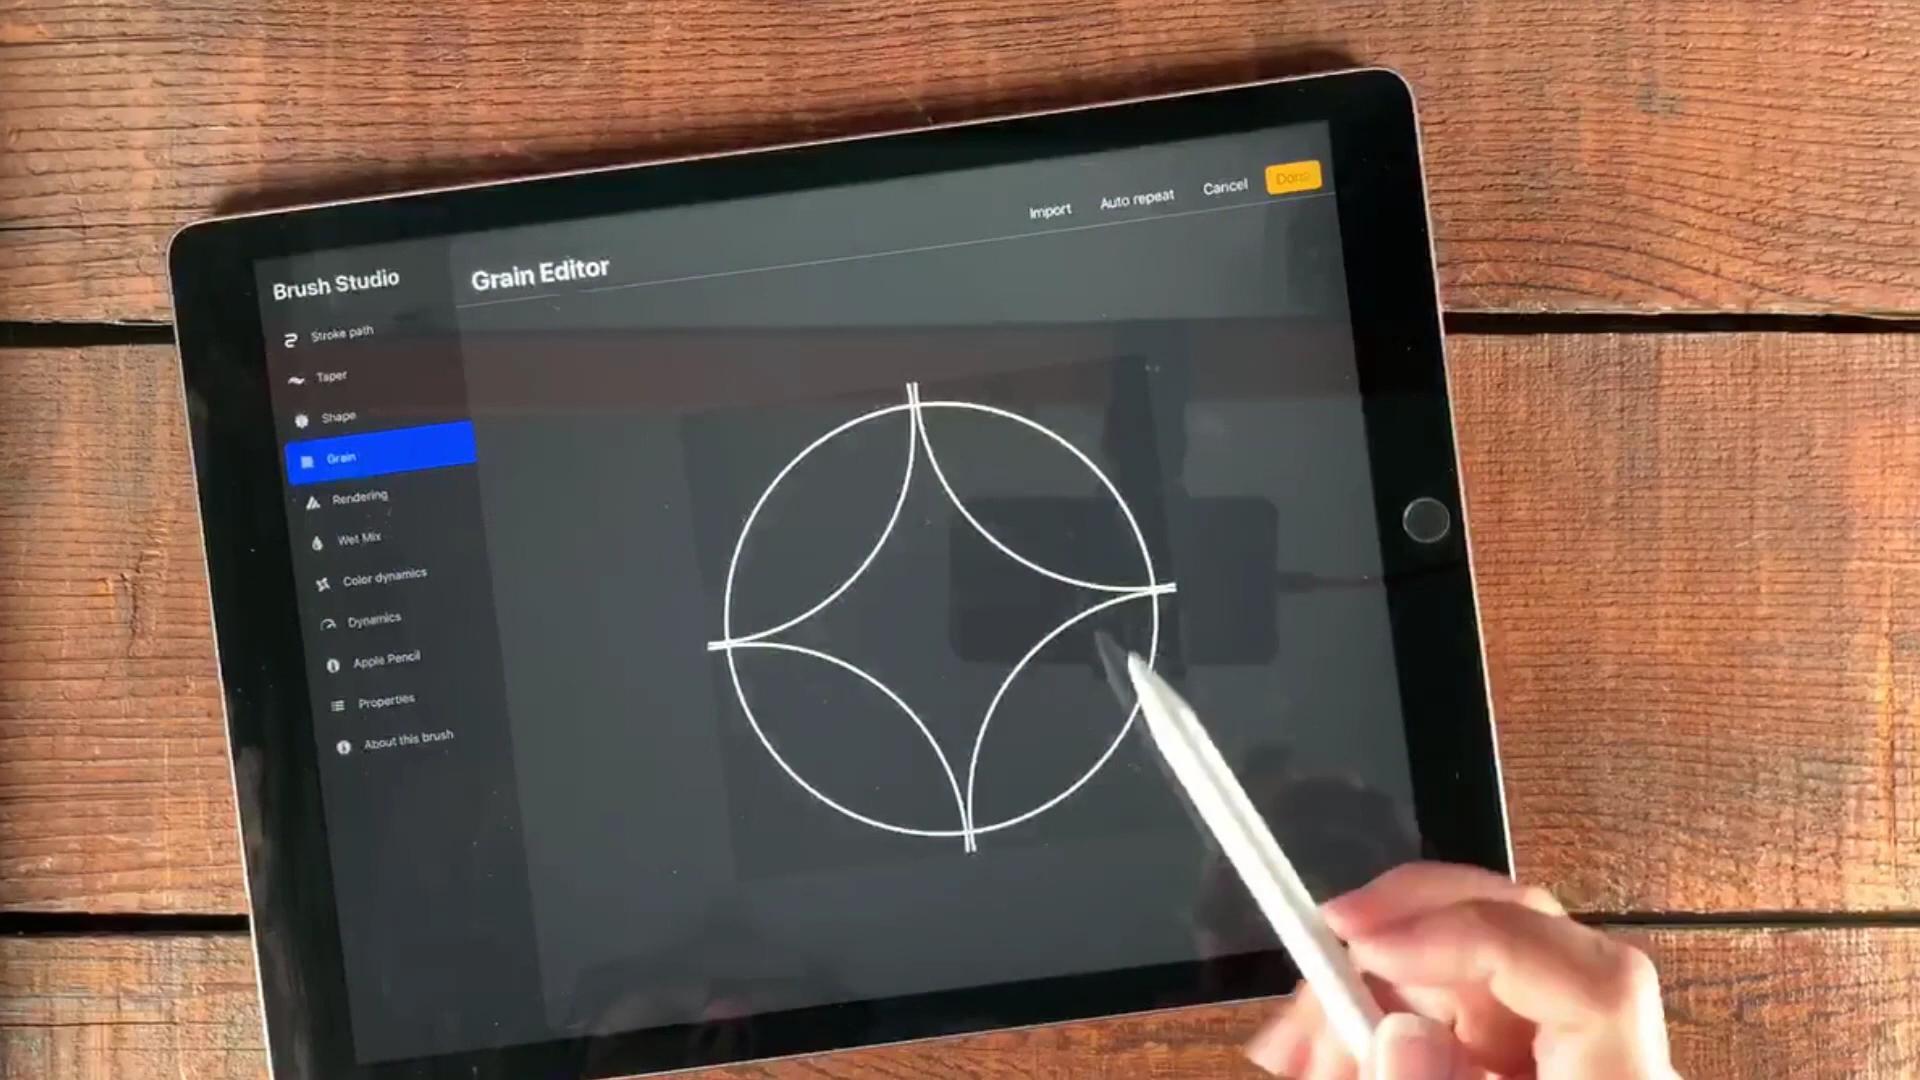 Import
Auto repeat
Cancel
Done
Brush Studio
Grain Editor
Stroke path
Taper
Shape
Grain
Rendering
Wet Mix
Color dynamics
Dynamics
Apple Pencil
Properties
About this brush